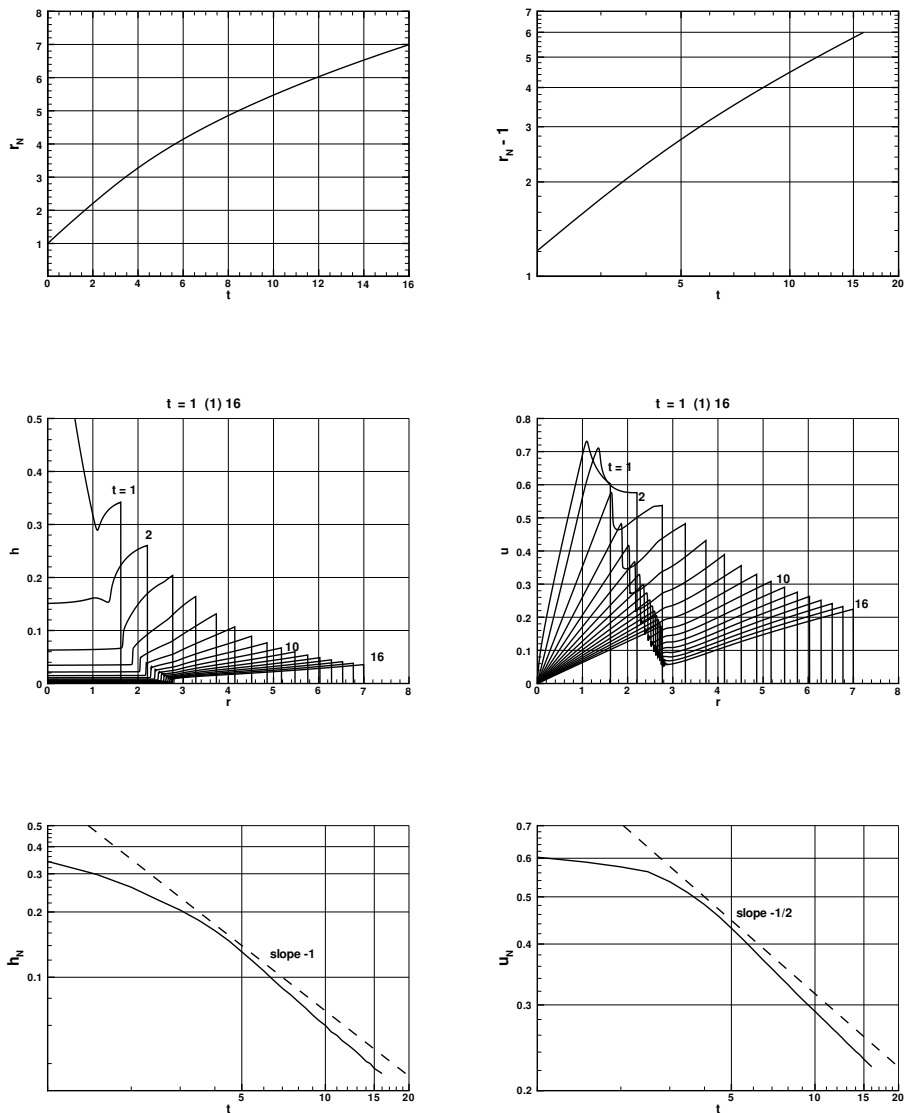 8
7
6
5
4
3
2
1
0
r_N
0 2 4 6 8 10 12 14 16
t
6
5
4
3
2
1
r_N - 1
5 10 15 20
t
t = 1 (1) 16
0.5
0.4
0.3
0.2
0.1
0
h
t = 1
2
10
16
0 1 2 3 4 5 6 7 8
r
t = 1 (1) 16
0.8
0.7
0.6
0.5
0.4
0.3
0.2
0.1
0
u
t = 1
2
10
16
0 1 2 3 4 5 6 7 8
r
0.5
0.4
0.3
0.2
0.1
h_N
slope -1
5 10 15 20
t
0.7
0.6
0.5
0.4
0.3
0.2
u_N
slope -1/2
5 10 15 20
t